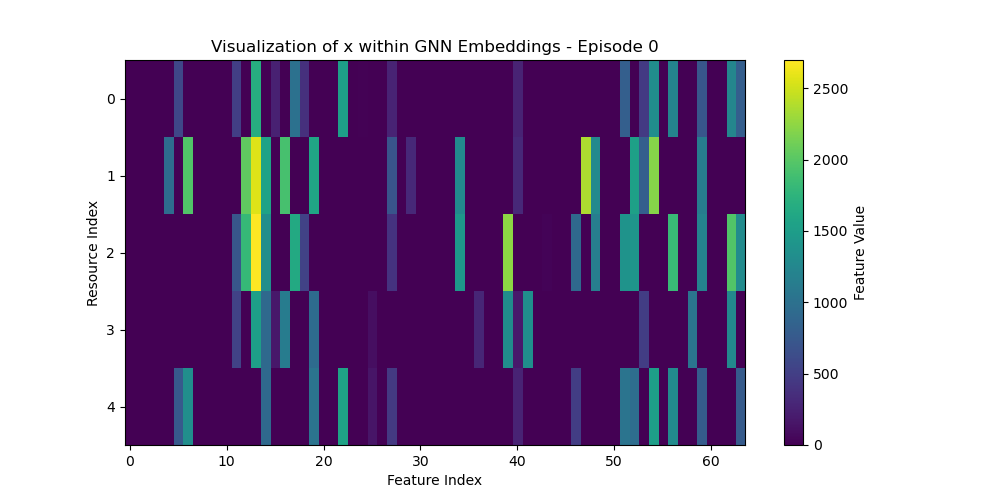 Visualization of x within GNN Embeddings - Episode 0
Resource Index
0
1
2
3
4
0 10 20 30 40 50 60
Feature Index
2500
2000
1500
1000
500
0
Feature Value